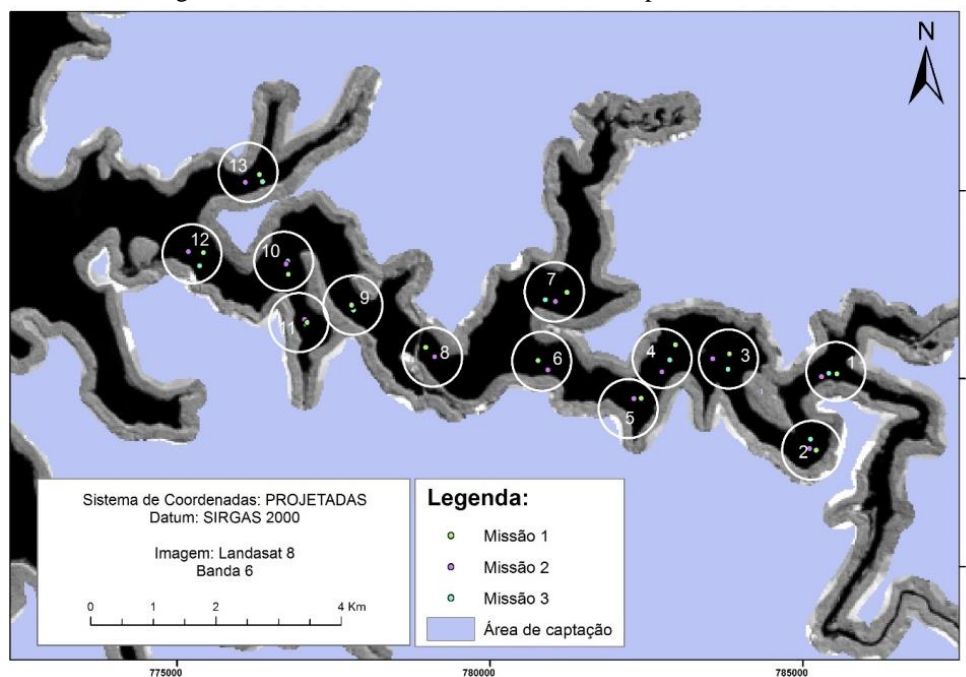 N
13
12
10
11
9
8
7
6
5
4
3
1
2
Sistema de Coordenadas: PROJETADAS
Datum: SIRGAS 2000
Imagem: Landasat 8
Banda 6
0 1 2 4 Km
Legenda:
Missão 1
Missão 2
Missão 3
Área de captação
775000 780000 785000